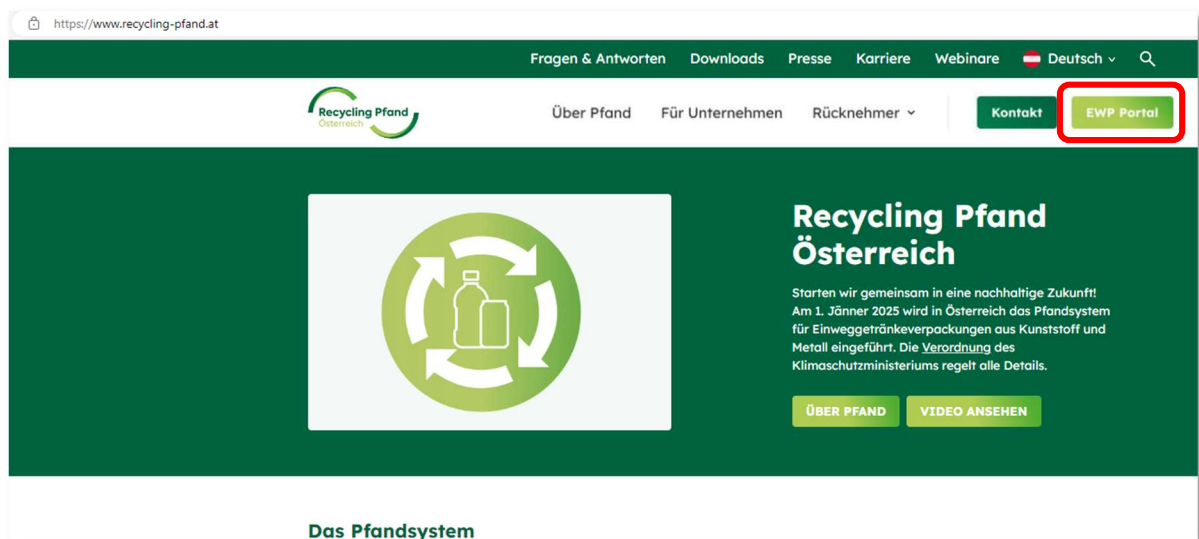 https://www.recycling-pfand.at
Fragen & Antworten Downloads Presse Karriere Webinare Deutsch
Recycling Pfand
Österreich
Über Pfand Für Unternehmen Rücknehmer Kontakt EWP Portal
Recycling Pfand
Österreich
Starten wir gemeinsam in eine nachhaltige Zukunft!
Am 1. Jänner 2025 wird in Österreich das Pfandsystem
für Einweggetränkeverpackungen aus Kunststoff und
Metall eingeführt. Die Verordnung des
Klimaschutzministeriums regelt alle Details.
ÜBER PFAND VIDEO ANSEHEN
Das Pfandsystem